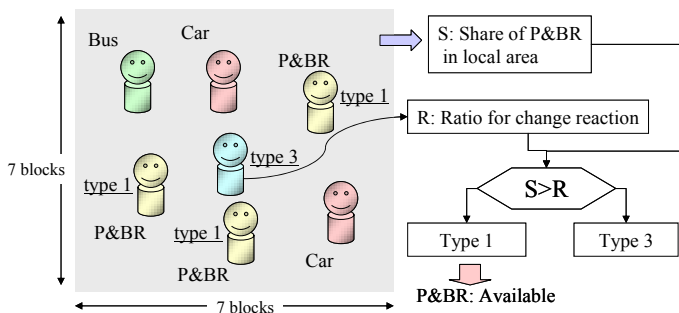 Bus
Car
P&BR
type 1
type 3
type 1
P&BR
type 1
P&BR
Car
7 blocks
7 blocks
S: Share of P&BR
in local area
R: Ratio for change reaction
S>R
Type 1
Type 3
P&BR: Available